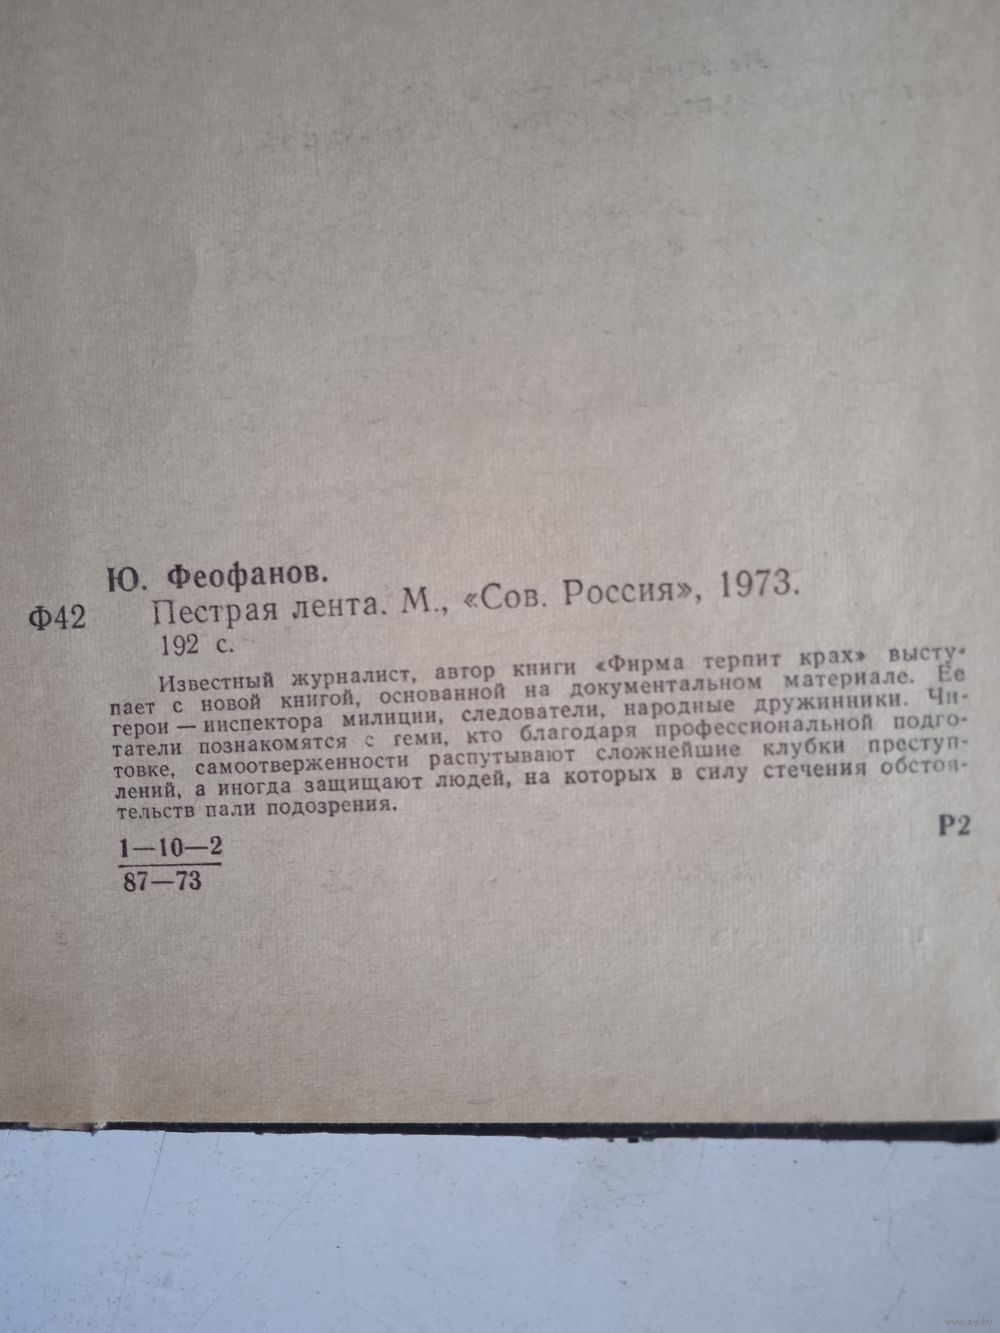 Ю. Феофанов.
Ф42 Пестрая лента. М., «Сов. Россия», 1973.
192 с.
Известный журналист, автор книги «Фирма терпит крах» высту-
пает с новой книгой, основанной на документальном материале. Ее
герои — инспектора милиции, следователи, народные дружинники. Чи-
татели познакомятся с теми, кто благодаря профессиональной подго-
товке, самоотверженности распутывают сложнейшие клубки преступ-
лений, а иногда защищают людей, на которых в силу стечения обстоя-
тельств пали подозрения.
1—10—2
87—73
Р2
www.ay.by